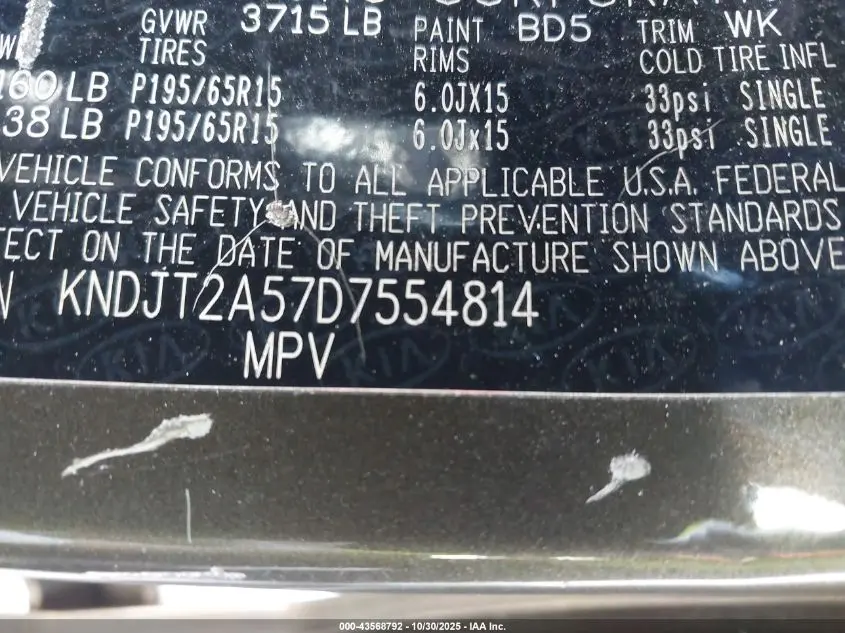 GVWR 3715 LB PAINT BD5 TRIM WK
TIRES RIMS COLD TIRE INFL
160 LB P195/65R15 6.0JX15 33psi SINGLE
38 LB P195/65R15 6.0Jx15 33psi SINGLE
VEHICLE CONFORMS TO ALL APPLICABLE U.S.A. FEDERAL
VEHICLE SAFETY AND THEFT PREVENTION STANDARDS
TECT ON THE DATE OF MANUFACTURE SHOWN ABOVE
N KNDJT2A57D7554814
MPV
000-43568792 - 10/30/2025 - IAA Inc.